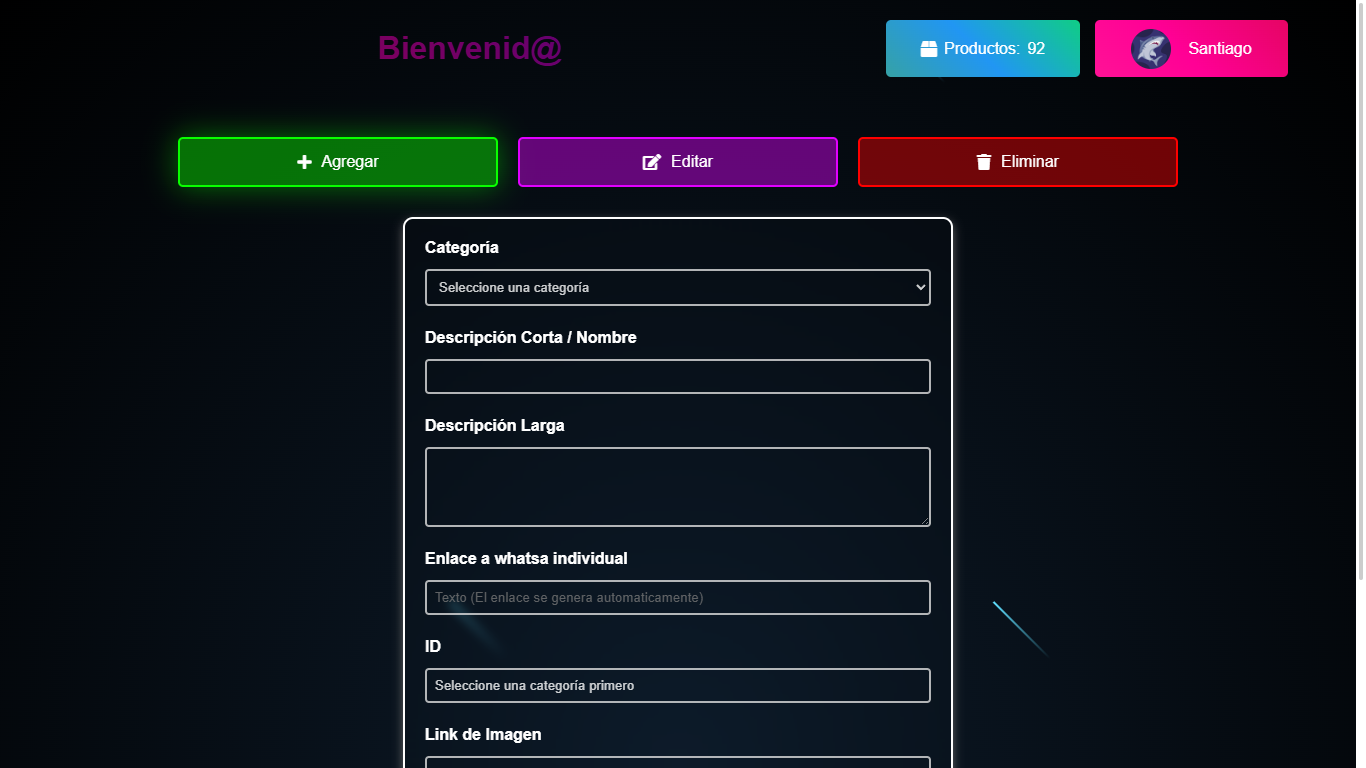 Bienvenid@
Productos: 92
Santiago
Agregar
Editar
Eliminar
Categoría
Seleccione una categoría
Descripción Corta / Nombre
Descripción Larga
Enlace a whatsa individual
Texto (El enlace se genera automaticamente)
ID
Seleccione una categoría primero
Link de Imagen